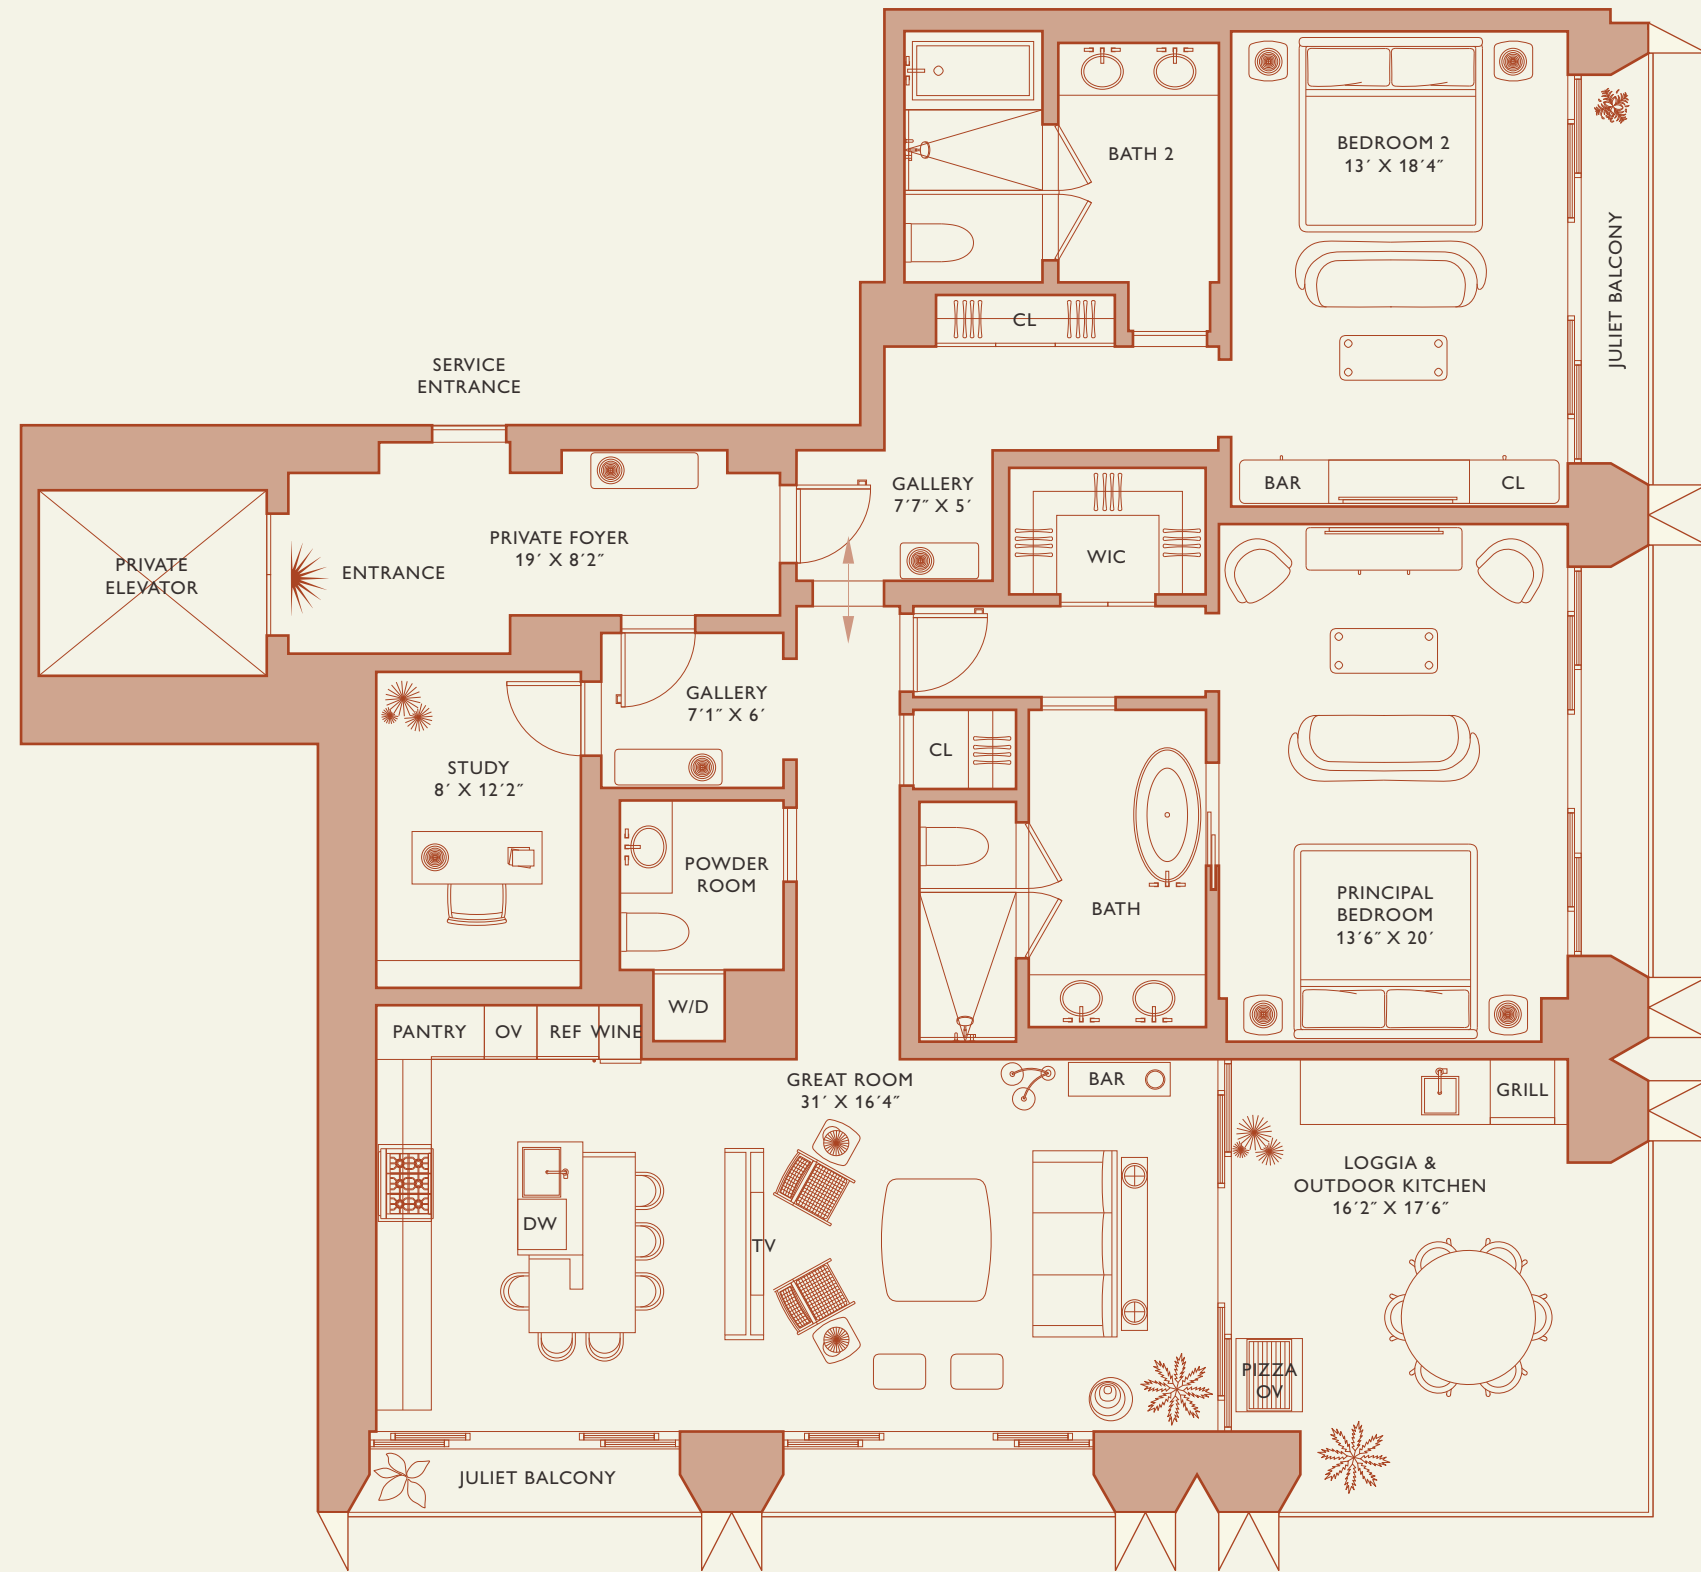 BATH 2
BEDROOM 2
13´ X 18´4˝
JULIET BALCONY
CL
SERVICE
ENTRANCE
BAR
CL
GALLERY
7´7˝ X 5´
PRIVATE FOYER
19´ X 8´2˝
WIC
PRIVATE
ELEVATOR
ENTRANCE
GALLERY
7´1˝ X 6´
CL
STUDY
8´ X 12´2˝
POWDER
ROOM
BATH
PRINCIPAL
BEDROOM
13´6˝ X 20´
W/D
PANTRY
OV
REF
WINE
GREAT ROOM
31´ X 16´4˝
BAR
GRILL
LOGGIA &
OUTDOOR KITCHEN
16´2˝ X 17´6˝
DW
TV
PIZZA
OV
JULIET BALCONY